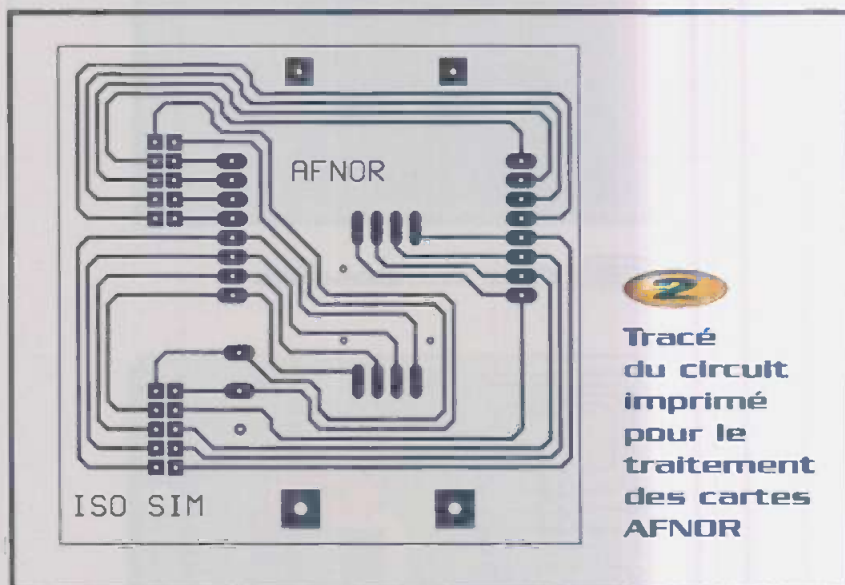 AFNOR
ISO SIM
2
Tracé
du circuit
imprimé
pour le
traitement
des cartes
AFNOR